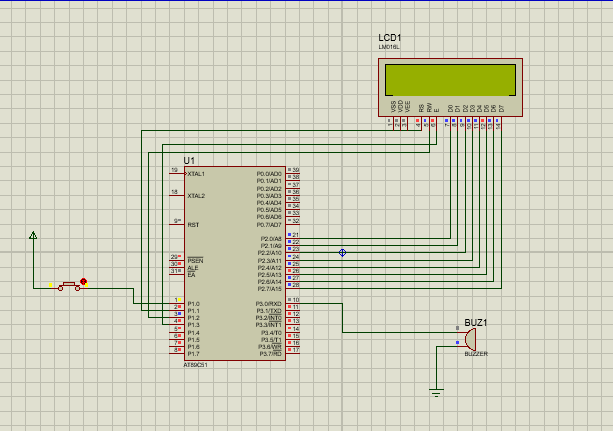 LCD1
LM016L
VSS
VDD
VEE
RS
RW
E
D0
D1
D2
D3
D4
D5
D6
D7
1
2
3
4
5
6
7
8
9
10
11
12
13
14
U1
19 XTAL1 P0.0/AD0 39
P0.1/AD1 38
P0.2/AD2 37
18 XTAL2 P0.3/AD3 36
P0.4/AD4 35
P0.5/AD5 34
P0.6/AD6 33
9 RST P0.7/AD7 32
P2.0/A8 21
P2.1/A9 22
P2.2/A10 23
29 PSEN P2.3/A11 24
30 ALE P2.4/A12 25
31 EA P2.5/A13 26
P2.6/A14 27
P2.7/A15 28
1 P1.0 P3.0/RXD 10
2 P1.1 P3.1/TXD 11
3 P1.2 P3.2/INT0 12
4 P1.3 P3.3/INT1 13
5 P1.4 P3.4/T0 14
6 P1.5 P3.5/T1 15
7 P1.6 P3.6/WR 16
8 P1.7 P3.7/RD 17
AT89C51
BUZ1
BUZZER